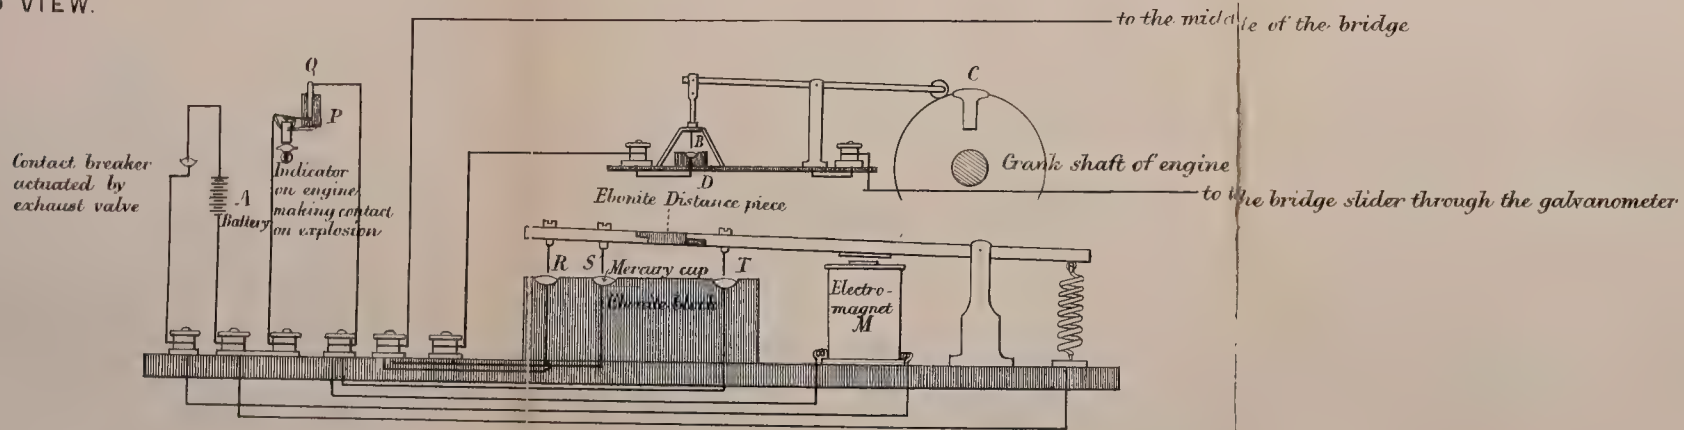 VIEW.
to the middle of the bridge
Q
P
C
Contact breaker
actuated by
exhaust valve
A
Battery
Indicator
on engine
making contact
on explosion
B
D
Crank shaft of engine
to the bridge slider through the galvanometer
Ebonite Distance piece
R S Mercury cup T
Ebonite block
Electro-
magnet
M